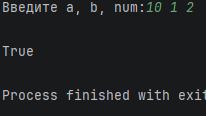 Введите a, b, num:10 1 2
True
Process finished with exit